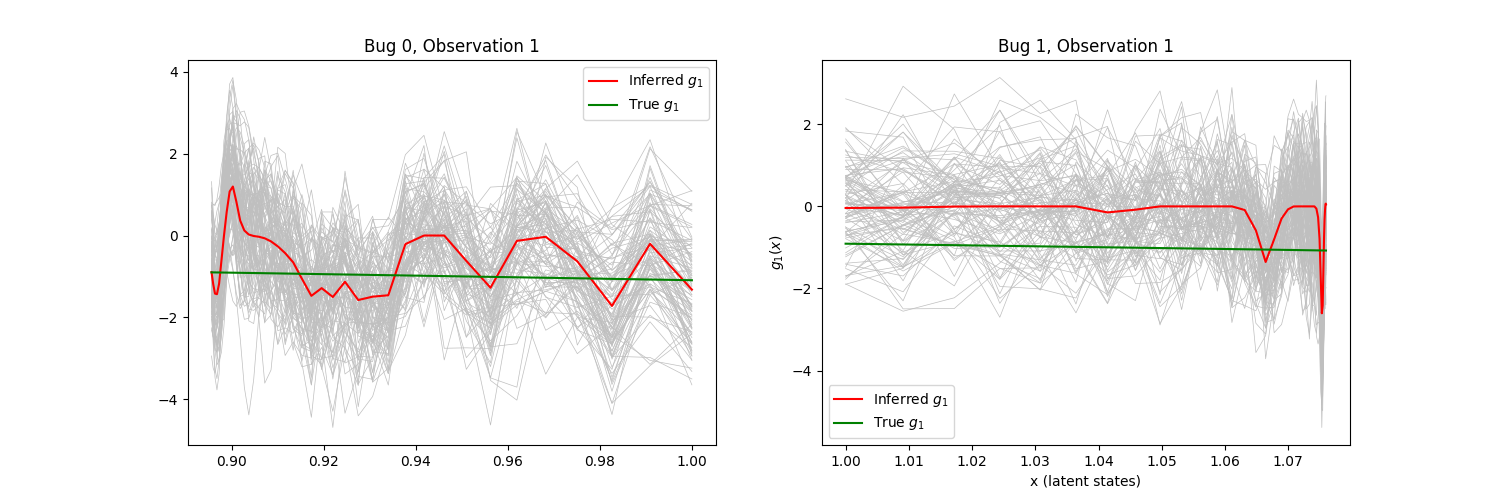 Bug 0, Observation 1
Inferred g₁
True g₁
4
2
0
−2
−4
0.90 0.92 0.94 0.96 0.98 1.00
Bug 1, Observation 1
g₁(x)
2
0
−2
−4
Inferred g₁
True g₁
1.00 1.01 1.02 1.03 1.04 1.05 1.06 1.07
x (latent states)